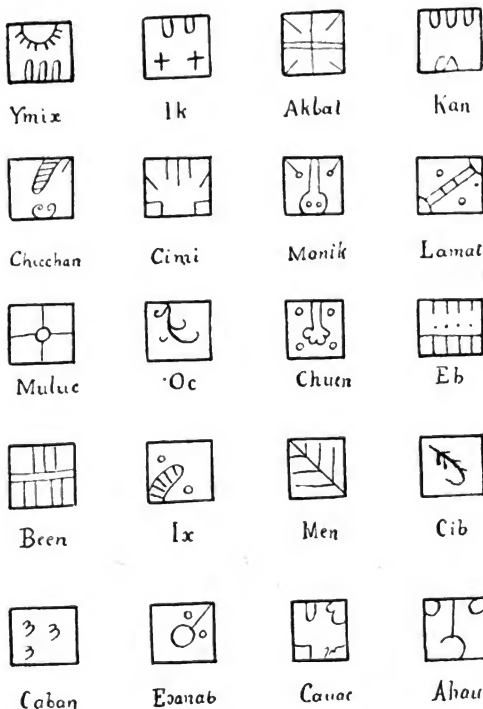 Ymix Ik Akbal Kan
Chicchan Cimi Manik Lamat
Muluc Oc Chuen Eb
Been Ix Men Cib
Caban Eɔanab Cauac Ahau